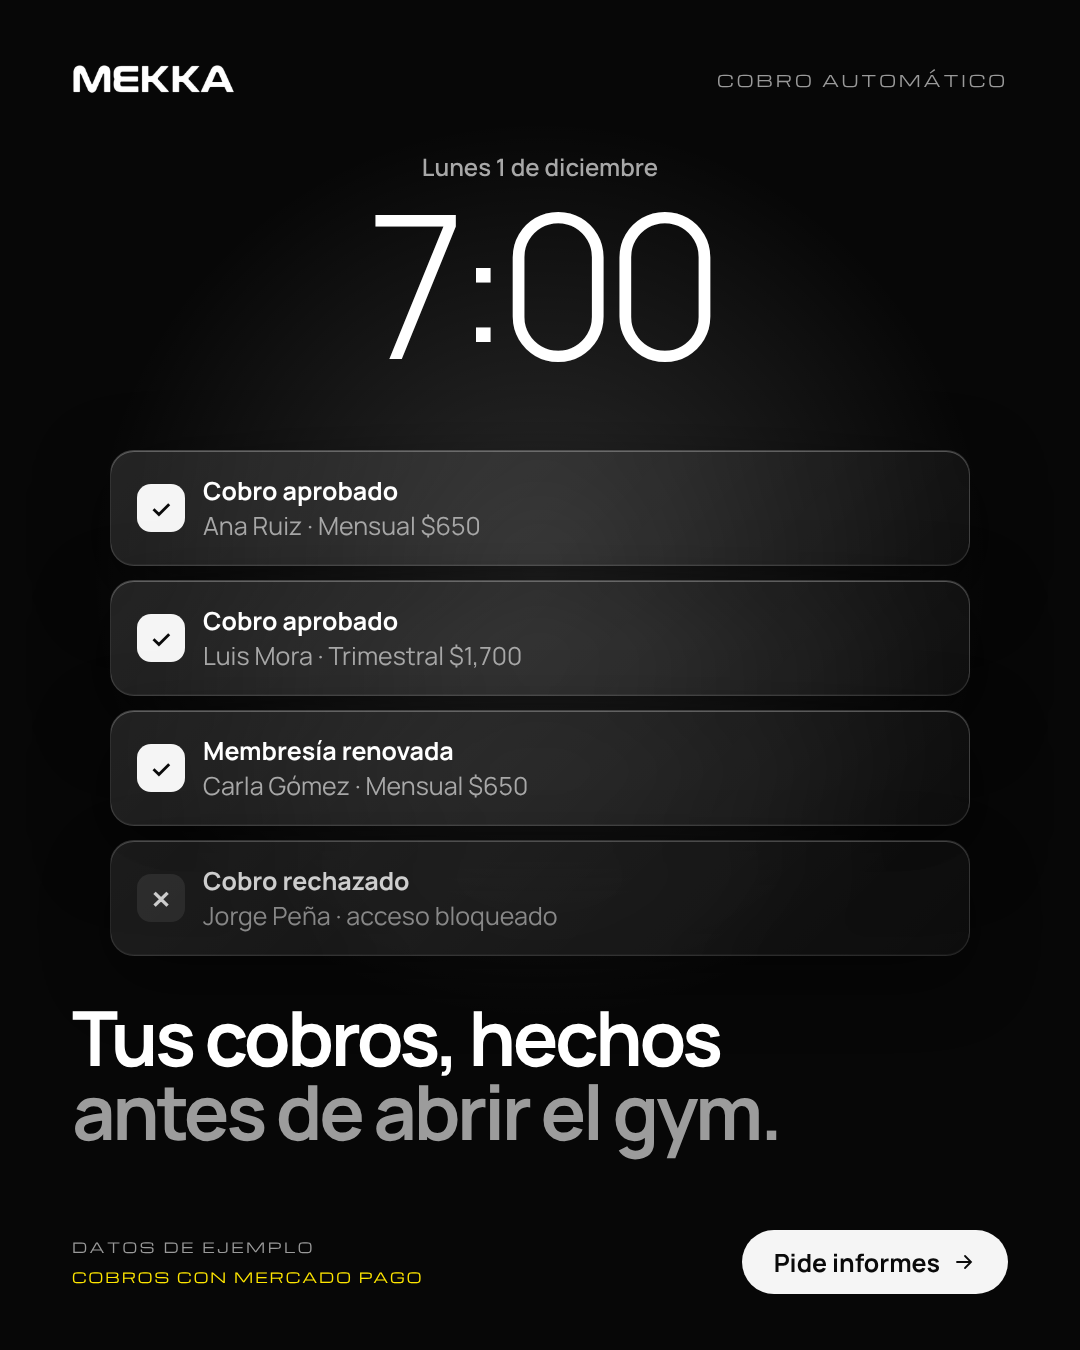 MEKKA
COBRO AUTOMÁTICO
Lunes 1 de diciembre
7:00
Cobro aprobado
Ana Ruiz · Mensual $650
Cobro aprobado
Luis Mora · Trimestral $1,700
Membresía renovada
Carla Gómez · Mensual $650
Cobro rechazado
Jorge Peña · acceso bloqueado
Tus cobros, hechos
antes de abrir el gym.
DATOS DE EJEMPLO
COBROS CON MERCADO PAGO
Pide informes →